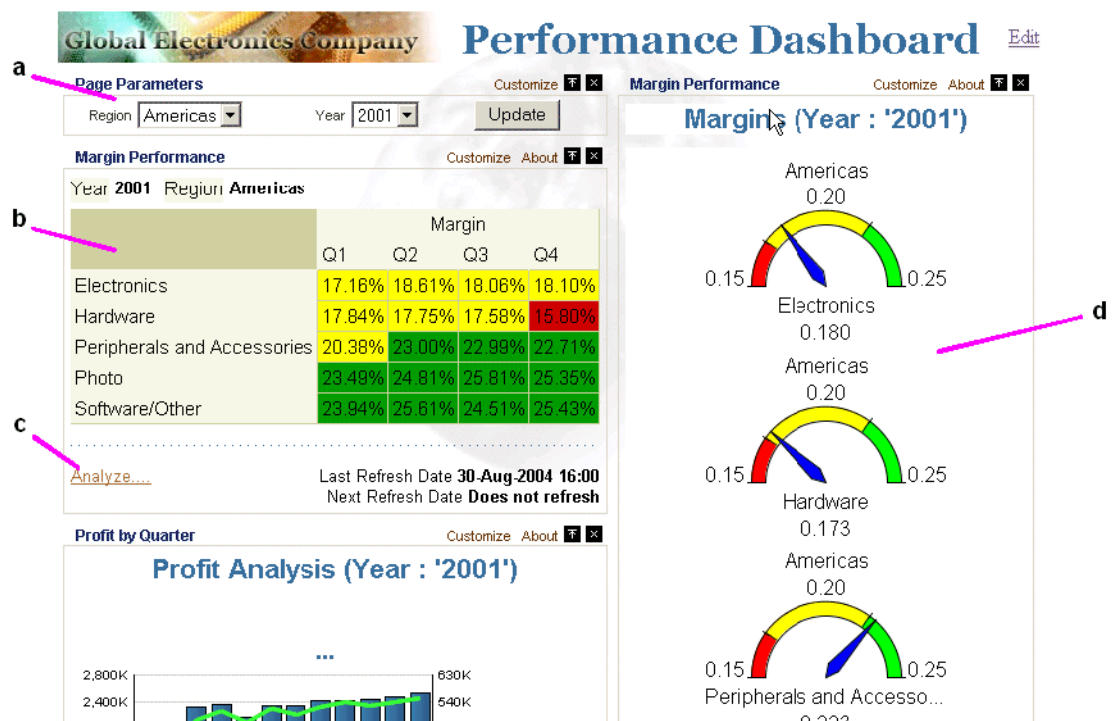 Global Electronics Company
Performance Dashboard
Edit
a
Page Parameters
Customize
Region Americas
Year 2001
Update
Margin Performance
Customize About
Year 2001 Region Americas
b
Margin
Q1 Q2 Q3 Q4
Electronics 17.16% 18.61% 18.06% 18.10%
Hardware 17.84% 17.75% 17.58% 15.80%
Peripherals and Accessories 20.38% 23.00% 22.99% 22.71%
Photo 23.49% 24.81% 25.81% 25.35%
Software/Other 23.94% 25.61% 24.51% 25.43%
c
Analyze....
Last Refresh Date 30-Aug-2004 16:00
Next Refresh Date Does not refresh
Profit by Quarter
Customize About
Profit Analysis (Year : '2001')
...
2,800K
630K
2,400K
540K
Margin Performance
Customize About
Margins (Year : '2001')
Americas
0.20
0.15
0.25
Electronics
0.180
d
Americas
0.20
0.15
0.25
Hardware
0.173
Americas
0.20
0.15
0.25
Peripherals and Accesso...